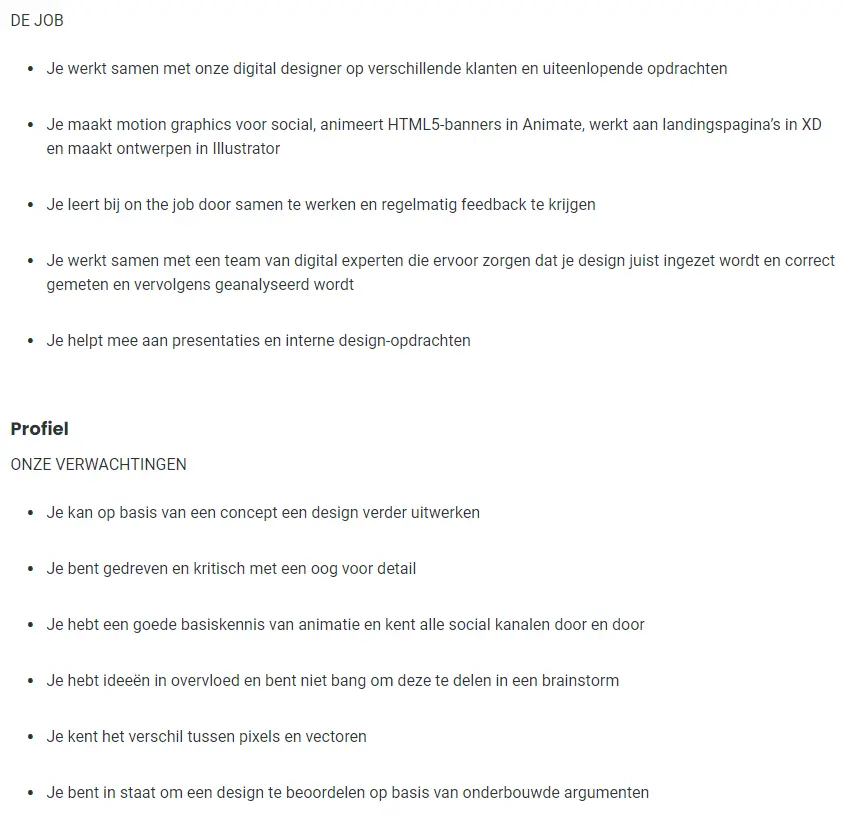 DE JOB
• Je werkt samen met onze digital designer op verschillende klanten en uiteenlopende opdrachten
• Je maakt motion graphics voor social, animeert HTML5-banners in Animate, werkt aan landingspagina’s in XD
en maakt ontwerpen in Illustrator
• Je leert bij on the job door samen te werken en regelmatig feedback te krijgen
• Je werkt samen met een team van digital experten die ervoor zorgen dat je design juist ingezet wordt en correct
gemeten en vervolgens geanalyseerd wordt
• Je helpt mee aan presentaties en interne design-opdrachten
Profiel
ONZE VERWACHTINGEN
• Je kan op basis van een concept een design verder uitwerken
• Je bent gedreven en kritisch met een oog voor detail
• Je hebt een goede basiskennis van animatie en kent alle social kanalen door en door
• Je hebt ideeën in overvloed en bent niet bang om deze te delen in een brainstorm
• Je kent het verschil tussen pixels en vectoren
• Je bent in staat om een design te beoordelen op basis van onderbouwde argumenten